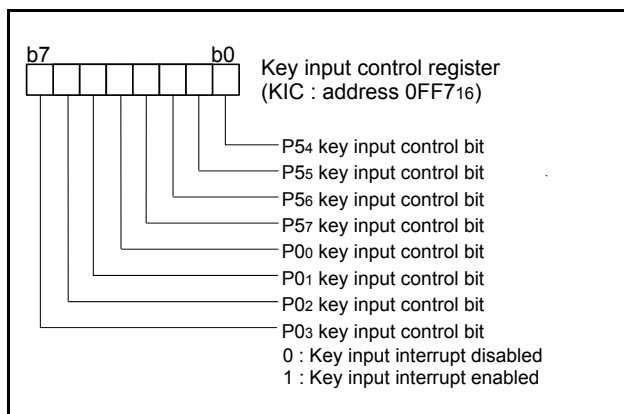 b7 b0
Key input control register
(KIC : address 0FF716)
P54 key input control bit
P55 key input control bit
P56 key input control bit
P57 key input control bit
P00 key input control bit
P01 key input control bit
P02 key input control bit
P03 key input control bit
0 : Key input interrupt disabled
1 : Key input interrupt enabled